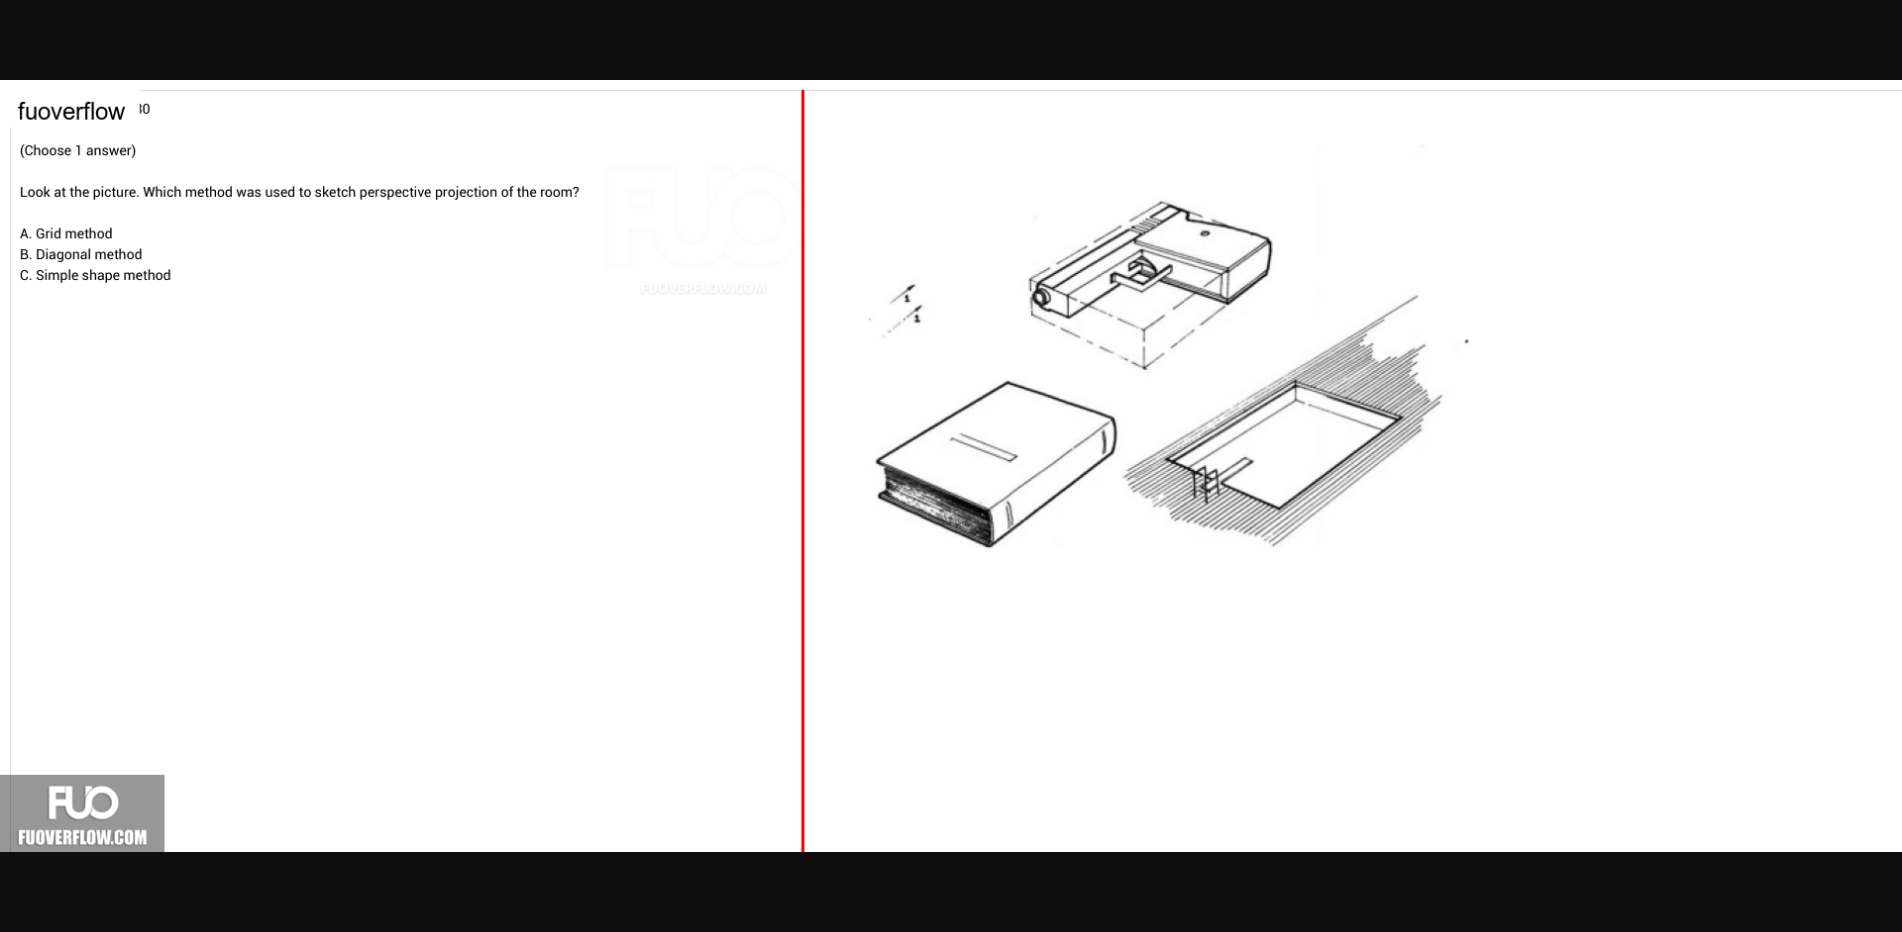 fuoverflow 30
(Choose 1 answer)
Look at the picture. Which method was used to sketch perspective projection of the room?
A. Grid method
B. Diagonal method
C. Simple shape method
FUO
FUOVERFLOW.COM
1
1
FUO
FUOVERFLOW.COM